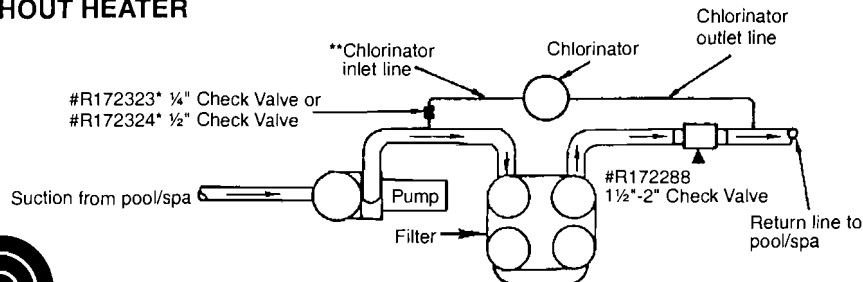 HOUT HEATER
Chlorinator
outlet line
**Chlorinator
inlet line
Chlorinator
#R172323* ¼" Check Valve or
#R172324* ½" Check Valve
Suction from pool/spa
Pump
#R172288
1½"-2" Check Valve
Filter
Return line to
pool/spa